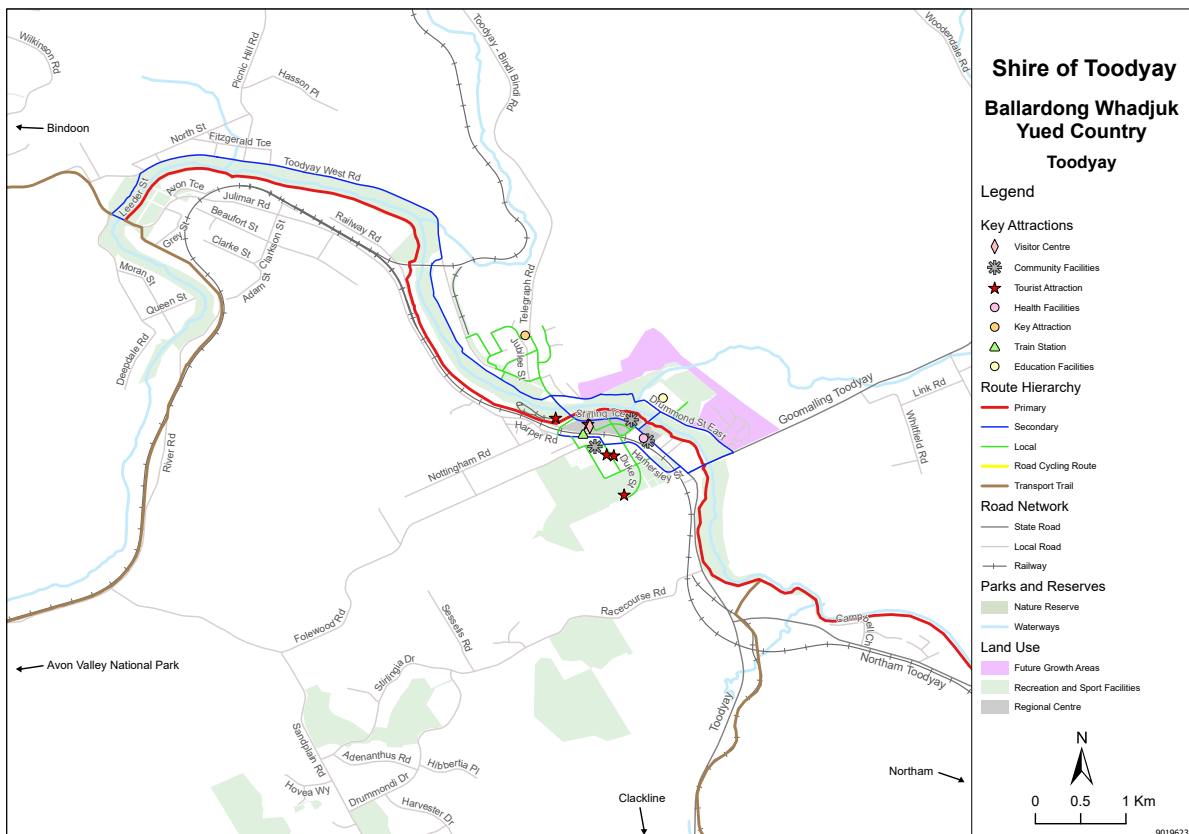 Wilkinson Rd
Picnic Hill Rd
Hasson Pl
Toodyay - Bindi Bindi Rd
Woodendale Rd
Bindoon
North St
Fitzgerald Tce
Toodyay West Rd
Leeder St
Avon Tce
Julimar Rd
Beaufort St
Railway Rd
Grey St
Clarke St
Clarkson St
Adam St
Moran St
Queen St
Deepdale Rd
River Rd
Telegraph Rd
Jubilee St
Goomalling Toodyay
Link Rd
Whitfield Rd
Drummond St East
Stirling Tce
Harper Rd
Nottingham Rd
Duke St
Hamersley St
Folewood Rd
Sesselis Rd
Racecourse Rd
Stirlingia Dr
Campbell Ch
Northam Toodyay
Toodyay
Avon Valley National Park
Sandplain Rd
Adenanthus Rd
Hibbertia Pl
Hovea Wy
Drummondi Dr
Harvester Dr
Clackline
Northam
Shire of Toodyay
Ballardong Whadjuk
Yued Country
Toodyay
Legend
Key Attractions
Visitor Centre
Community Facilities
Tourist Attraction
Health Facilities
Key Attraction
Train Station
Education Facilities
Route Hierarchy
Primary
Secondary
Local
Road Cycling Route
Transport Trail
Road Network
State Road
Local Road
Railway
Parks and Reserves
Nature Reserve
Waterways
Land Use
Future Growth Areas
Recreation and Sport Facilities
Regional Centre
N
0 0.5 1 Km
9019623